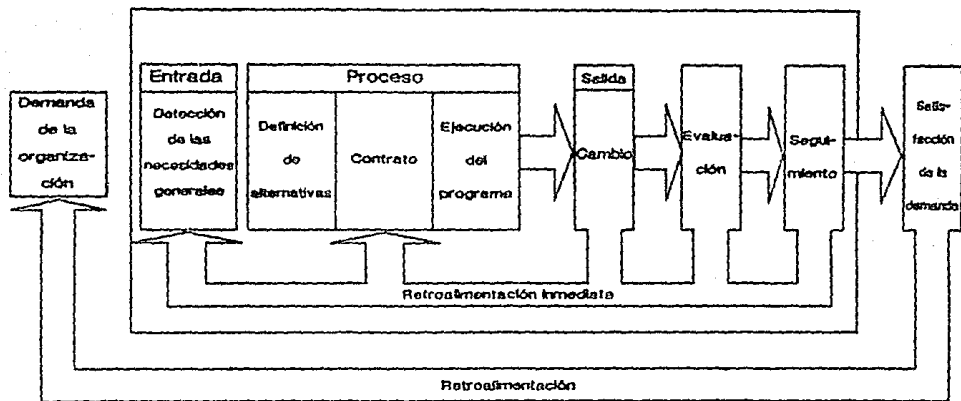 Demanda
de la
organiza-
ción
Entrada
Detección
de las
necesidades
generales
Proceso
Definición
de
alternativas
Contrato
Ejecución
del
programa
Salida
Cambio
Evalua-
ción
Segui-
miento
Satis-
facción
de la
demanda
Retroalimentación inmediata
Retroalimentación